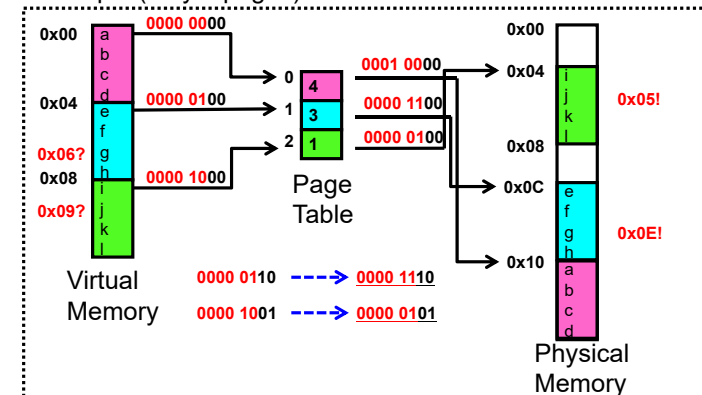 0x00
a
b
c
d
0x04
e
f
0x06?
g
h
0x08
i
0x09?
j
k
l
Virtual
Memory
0000 0000
0000 0100
0000 1000
0 4
1 3
2 1
Page
Table
0001 0000
0000 1100
0000 0100
0x00
0x04
i
j
k
l
0x05!
0x08
0x0C
e
f
g
h
0x0E!
0x10
a
b
c
d
Physical
Memory
0000 0110 0000 1110
0000 1001 0000 0101